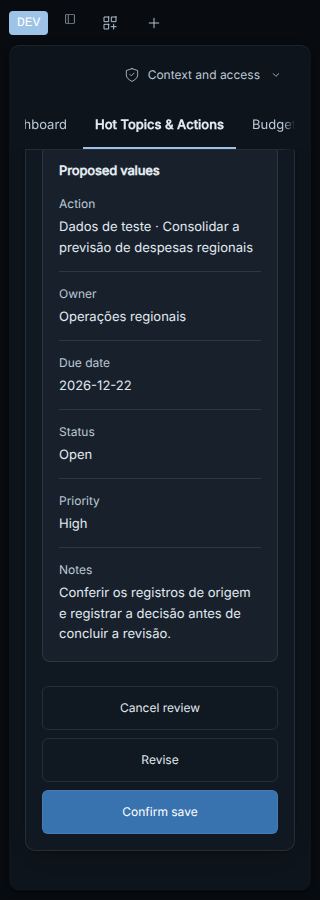 DEV
Context and access
hboard
Hot Topics & Actions
Budge
Proposed values
Action
Dados de teste · Consolidar a
previsão de despesas regionais
Owner
Operações regionais
Due date
2026-12-22
Status
Open
Priority
High
Notes
Conferir os registros de origem
e registrar a decisão antes de
concluir a revisão.
Cancel review
Revise
Confirm save